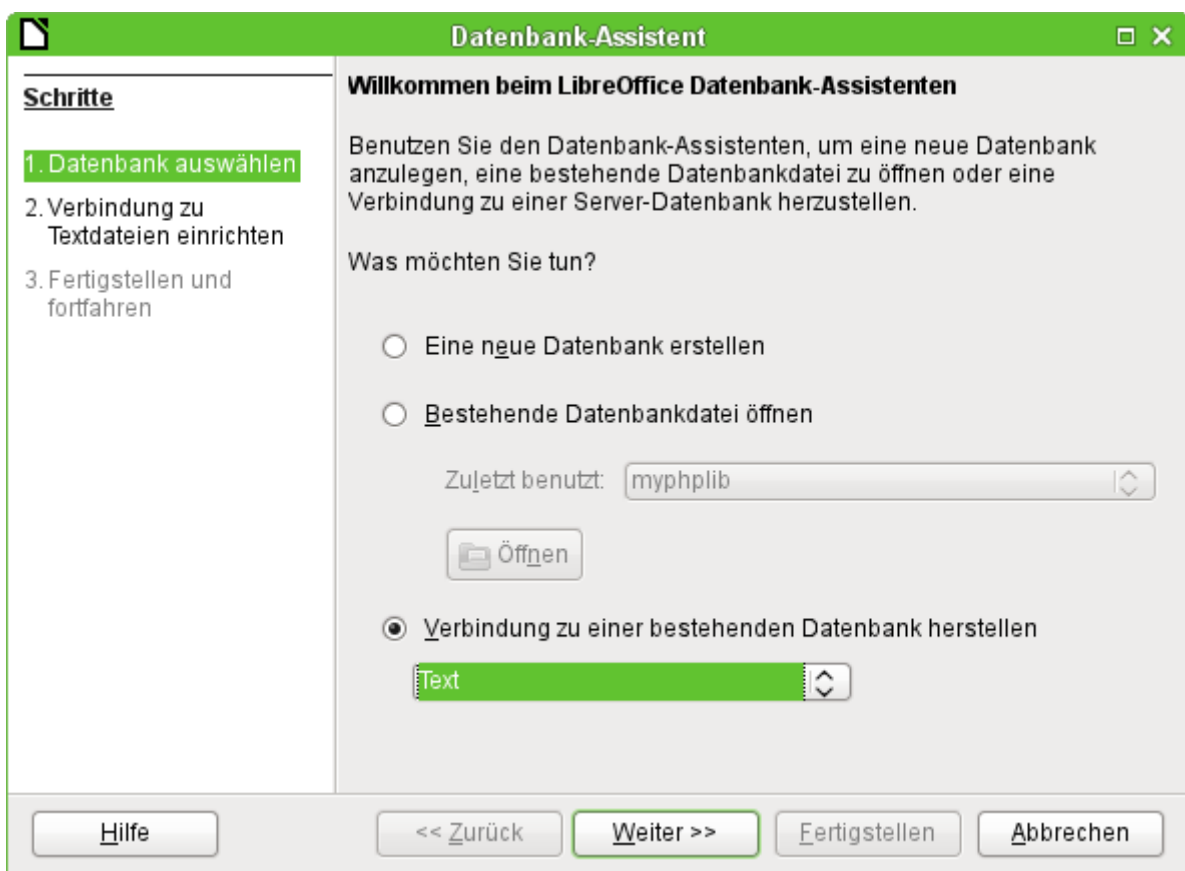 Datenbank-Assistent
Schritte
1. Datenbank auswählen
2. Verbindung zu
Textdateien einrichten
3. Fertigstellen und
fortfahren
Willkommen beim LibreOffice Datenbank-Assistenten
Benutzen Sie den Datenbank-Assistenten, um eine neue Datenbank
anzulegen, eine bestehende Datenbankdatei zu öffnen oder eine
Verbindung zu einer Server-Datenbank herzustellen.
Was möchten Sie tun?
Eine neue Datenbank erstellen
Bestehende Datenbankdatei öffnen
Zuletzt benutzt: myphplib
Öffnen
Verbindung zu einer bestehenden Datenbank herstellen
Text
Hilfe << Zurück Weiter >> Fertigstellen Abbrechen